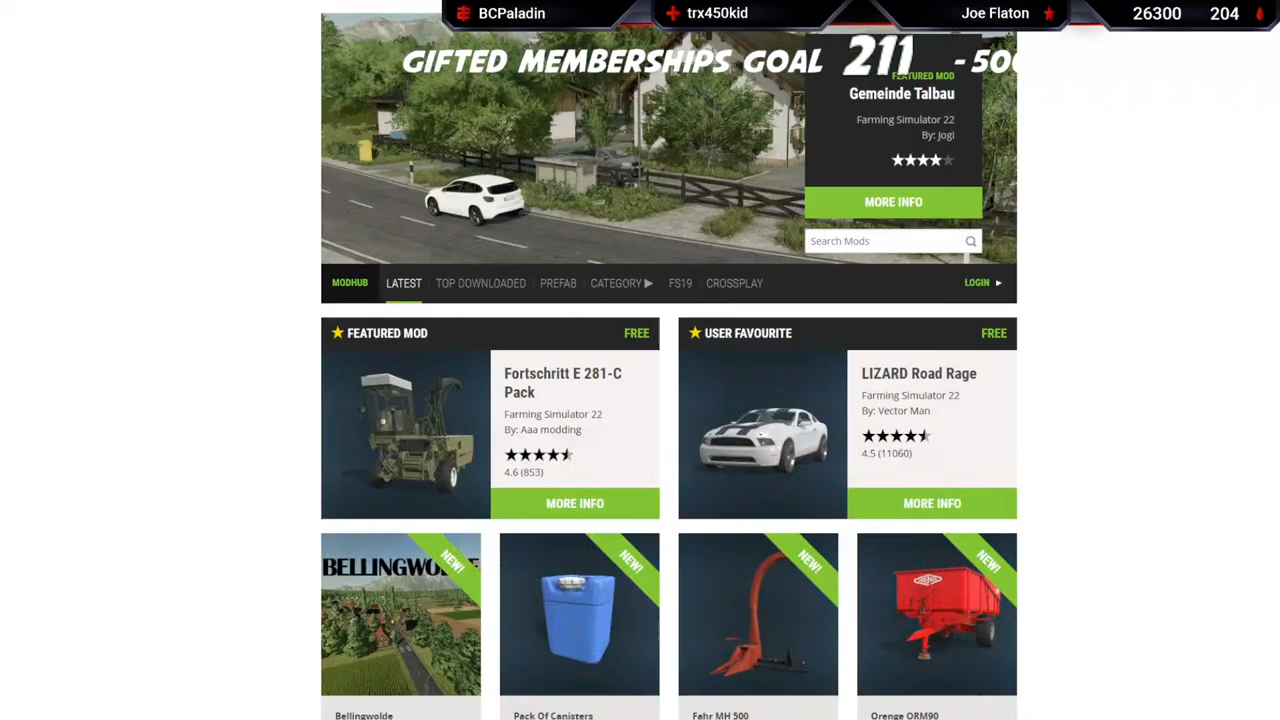 BCPaladin
trx450kid
Joe Flaton
26300 204
GIFTED MEMBERSHIPS GOAL 211 - 500
FEATURED MOD
Gemeinde Talbau
Farming Simulator 22
By: Jogi
MORE INFO
Search Mods
MODHUB LATEST TOP DOWNLOADED PREFAB CATEGORY ▶ FS19 CROSSPLAY LOGIN ▶
FEATURED MOD FREE
Fortschritt E 281-C
Pack
Farming Simulator 22
By: Aaa modding
4.6 (853)
MORE INFO
USER FAVOURITE FREE
LIZARD Road Rage
Farming Simulator 22
By: Vector Man
4.5 (11060)
MORE INFO
BELLINGWOLDE
NEW!
Bellingwolde
NEW!
Pack Of Canisters
NEW!
Fahr MH 500
NEW!
ORENGE
Orenge ORM90